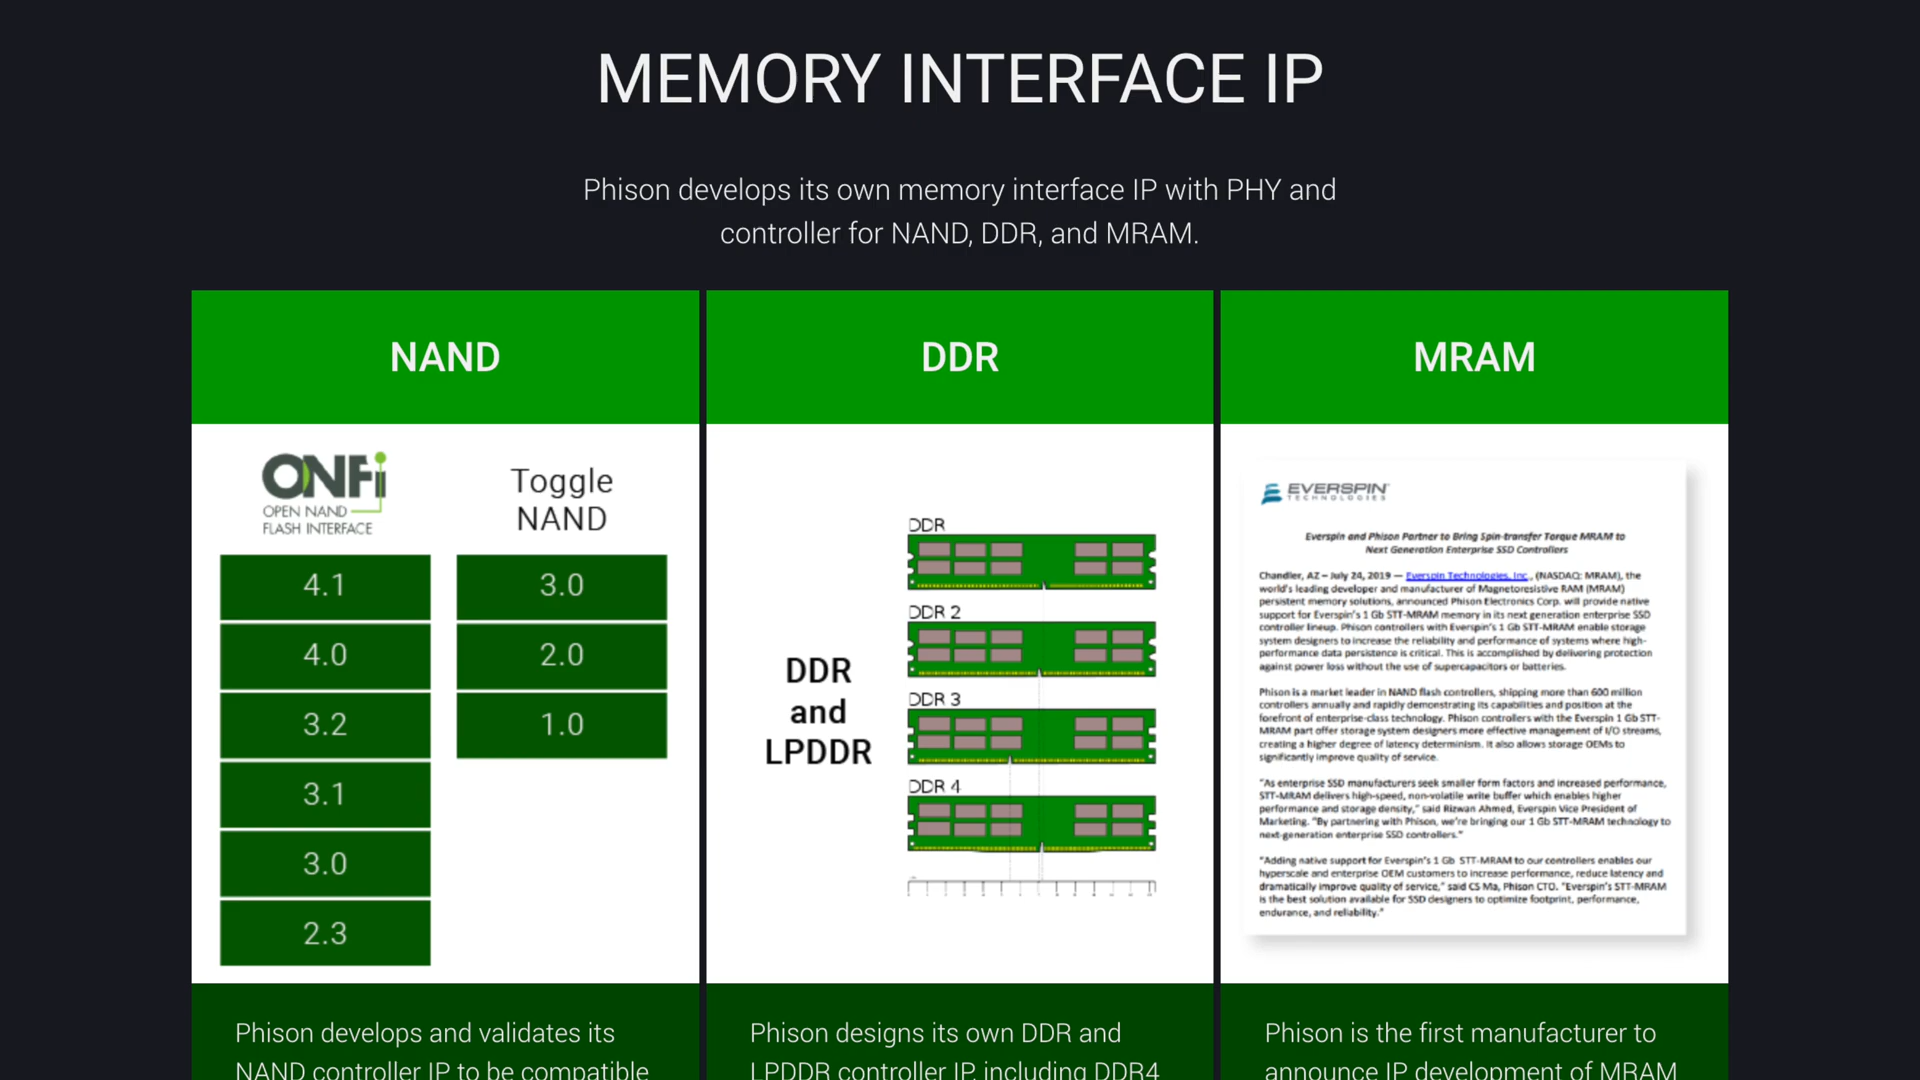 MEMORY INTERFACE IP
Phison develops its own memory interface IP with PHY and
controller for NAND, DDR, and MRAM.
NAND
ONFi
OPEN NAND
FLASH INTERFACE
4.1
4.0
3.2
3.1
3.0
2.3
Toggle
NAND
3.0
2.0
1.0
Phison develops and validates its
NAND controller IP to be compatible
DDR
DDR
and
LPDDR
DDR
DDR 2
DDR 3
DDR 4
Phison designs its own DDR and
LPDDR controller IP, including DDR4
MRAM
EVERSPIN
TECHNOLOGIES
Everspin and Phison Partner to Bring Spin-transfer Torque MRAM to
Next Generation Enterprise SSD Controllers
Chandler, AZ – July 24, 2019 — Everspin Technologies, Inc., (NASDAQ: MRAM), the
world's leading developer and manufacturer of Magnetoresistive RAM (MRAM)
persistent memory solutions, announced Phison Electronics Corp. will provide native
support for Everspin's 1 Gb STT-MRAM memory in its next generation enterprise SSD
controller lineup. Phison controllers with Everspin's 1 Gb STT-MRAM enable storage
system designers to increase the reliability and performance of systems where high-
performance data persistence is critical. This is accomplished by delivering protection
against power loss without the use of supercapacitors or batteries.
Phison is a market leader in NAND flash controllers, shipping more than 600 million
controllers annually and rapidly demonstrating its capabilities and position at the
forefront of enterprise-class technology. Phison controllers with the Everspin 1 Gb STT-
MRAM part offer storage system designers more effective management of I/O streams,
creating a higher degree of latency determinism. It also allows storage OEMs to
significantly improve quality of service.
"As enterprise SSD manufacturers seek smaller form factors and increased performance,
STT-MRAM delivers high-speed, non-volatile write buffer which enables higher
performance and storage density," said Rizwan Ahmed, Everspin Vice President of
Marketing. "By partnering with Phison, we're bringing our 1 Gb STT-MRAM technology to
next-generation enterprise SSD controllers."
"Adding native support for Everspin's 1 Gb STT-MRAM to our controllers enables our
hyperscale and enterprise OEM customers to increase performance, reduce latency and
dramatically improve quality of service," said CS Ma, Phison CTO. "Everspin's STT-MRAM
is the best solution available for SSD designers to optimize footprint, performance,
endurance, and reliability."
Phison is the first manufacturer to
announce IP development of MRAM